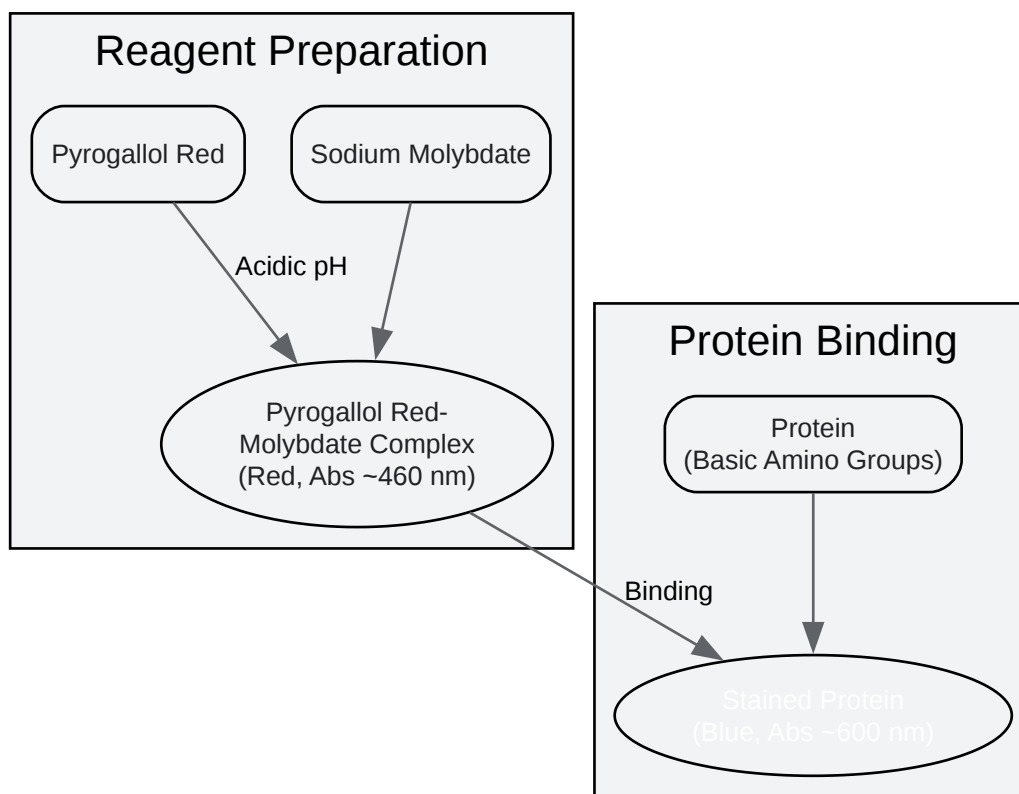 Reagent Preparation
Pyrogallol Red
Sodium Molybdate
Acidic pH
Pyrogallol Red-
Molybdate Complex
(Red, Abs ~460 nm)
Protein Binding
Protein
(Basic Amino Groups)
Binding
Stained Protein
(Blue, Abs ~600 nm)